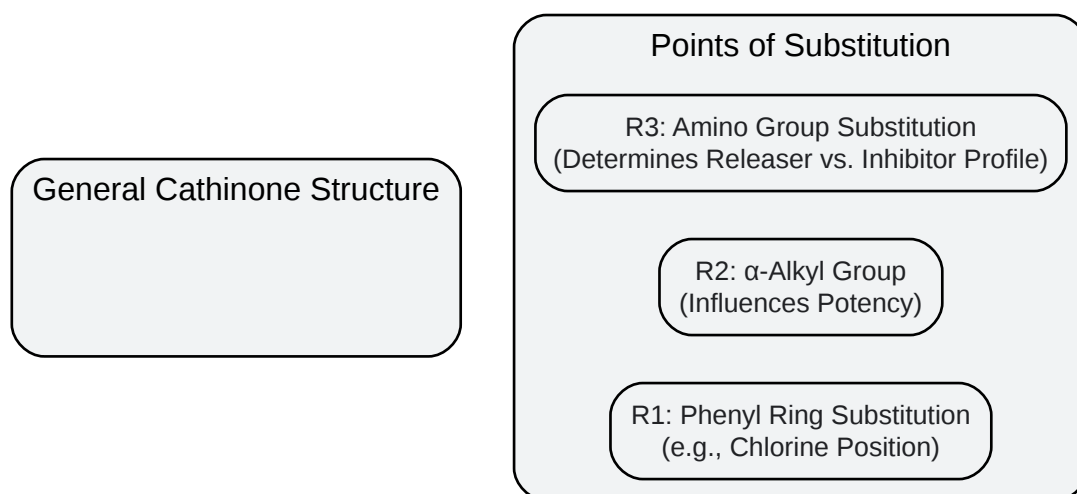 General Cathinone Structure
Points of Substitution
R3: Amino Group Substitution
(Determines Releaser vs. Inhibitor Profile)
R2: α-Alkyl Group
(Influences Potency)
R1: Phenyl Ring Substitution
(e.g., Chlorine Position)